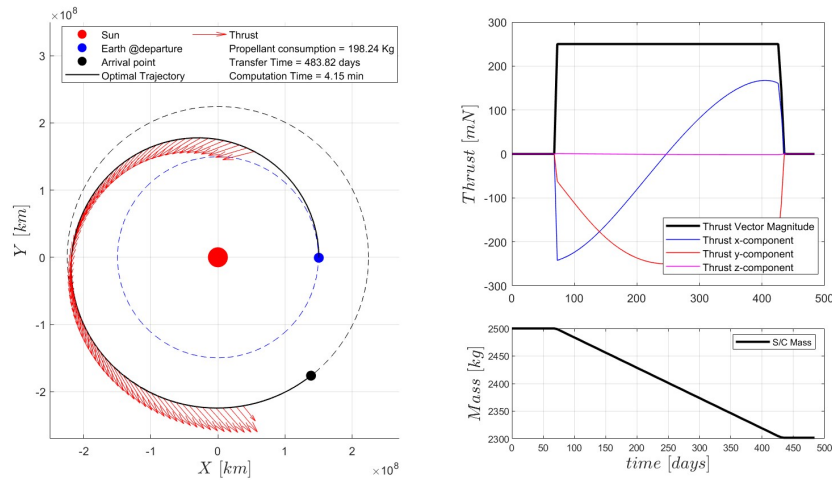 ×10⁸
Sun
Earth @departure
Arrival point
Optimal Trajectory
Thrust
Propellant consumption = 198.24 Kg
Transfer Time = 483.82 days
Computation Time = 4.15 min
3
2
1
0
-1
-2
Y [km]
-2
-1
0
1
2
X [km]
×10⁸
300
200
100
0
-100
-200
-300
Thrust [mN]
Thrust Vector Magnitude
Thrust x-component
Thrust y-component
Thrust z-component
0
100
200
300
400
500
2500
2450
2400
2350
2300
Mass [kg]
S/C Mass
0
50
100
150
200
250
300
350
400
450
500
time [days]